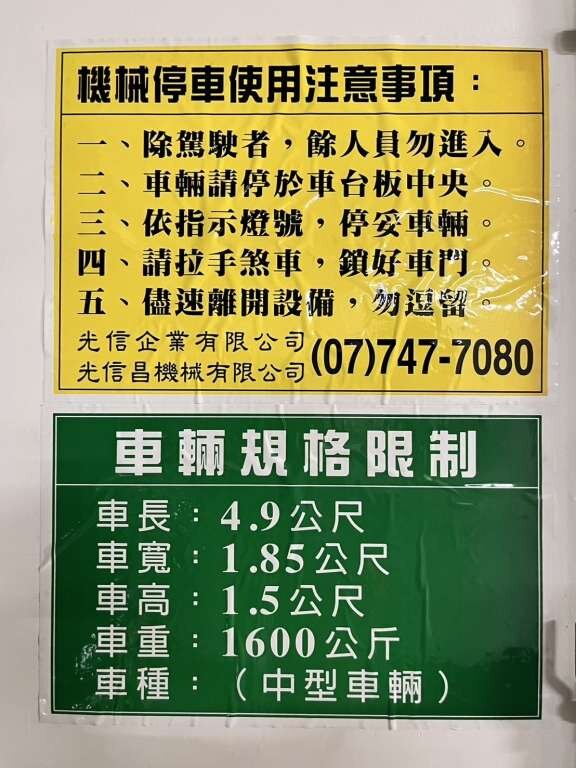 機械停車使用注意事項：
一、除駕駛者，餘人員勿進入。
二、車輛請停於車台板中央。
三、依指示燈號，停妥車輛。
四、請拉手煞車，鎖好車門。
五、儘速離開設備，勿逗留。
光信企業有限公司
光信昌機械有限公司 (07)747-7080
車輛規格限制
車長：4.9公尺
車寬：1.85公尺
車高：1.5公尺
車重：1600公斤
車種：（中型車輛）